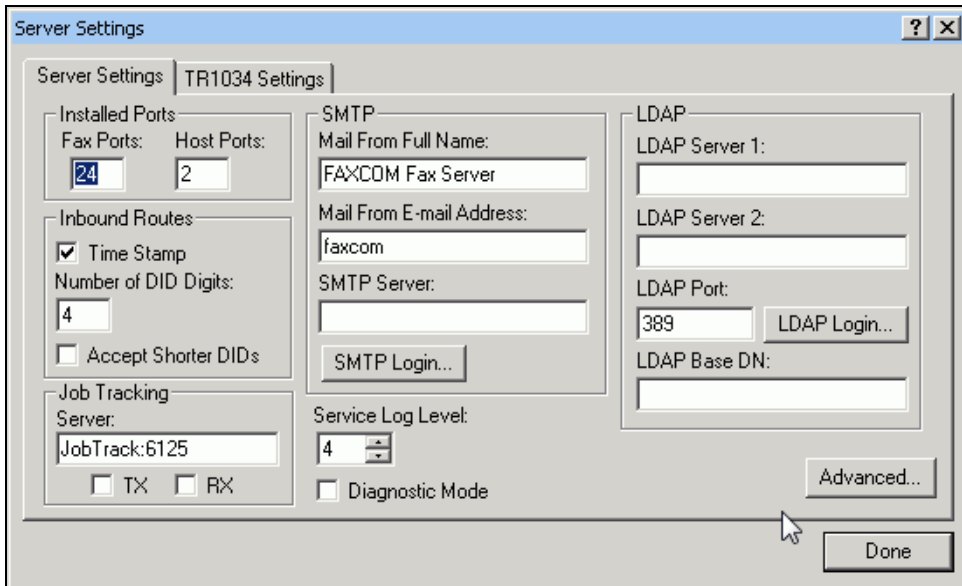 Server Settings
? X
Server Settings
TR1034 Settings
Installed Ports
Fax Ports:
Host Ports:
24
2
Inbound Routes
Time Stamp
Number of DID Digits:
4
Accept Shorter DIDs
Job Tracking
Server:
JobTrack:6125
TX
RX
SMTP
Mail From Full Name:
FAXCOM Fax Server
Mail From E-mail Address:
faxcom
SMTP Server:
SMTP Login...
Service Log Level:
4
Diagnostic Mode
LDAP
LDAP Server 1:
LDAP Server 2:
LDAP Port:
389
LDAP Login...
LDAP Base DN:
Advanced...
Done